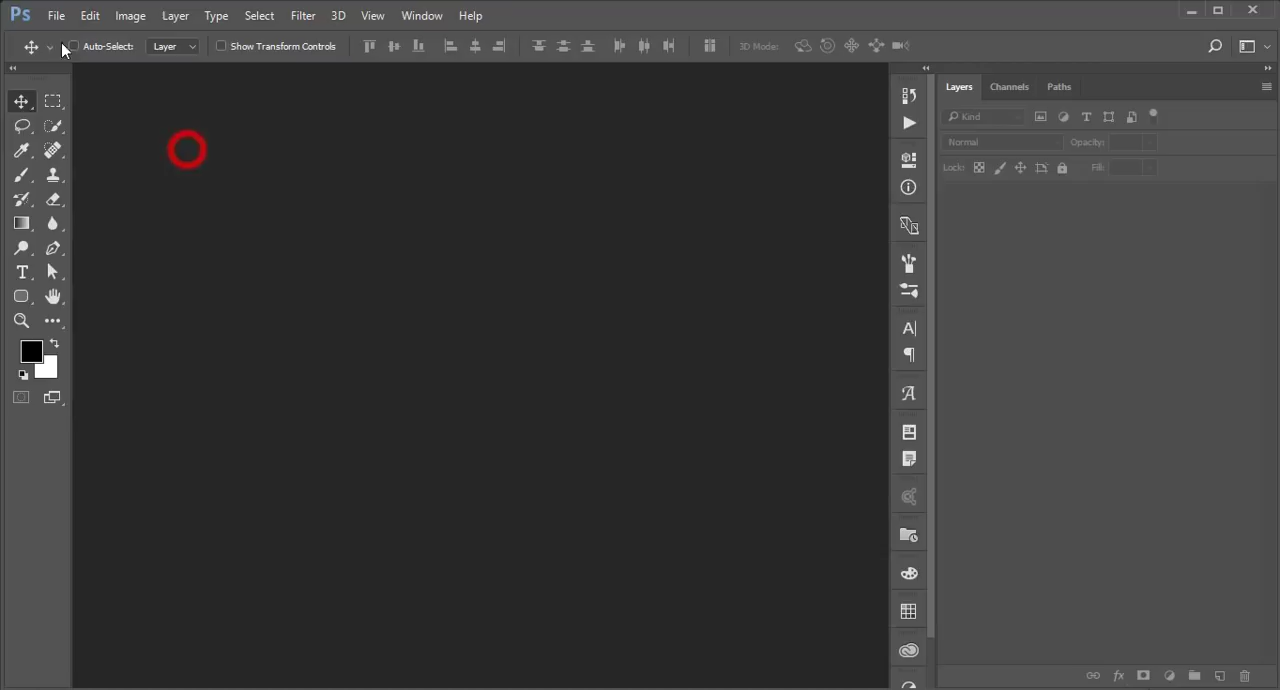 Ps File Edit Image Layer Type Select Filter 3D View Window Help
Auto-Select: Layer Show Transform Controls 3D Mode:
Layers Channels Paths
Kind
Normal Opacity:
Lock: Fill: